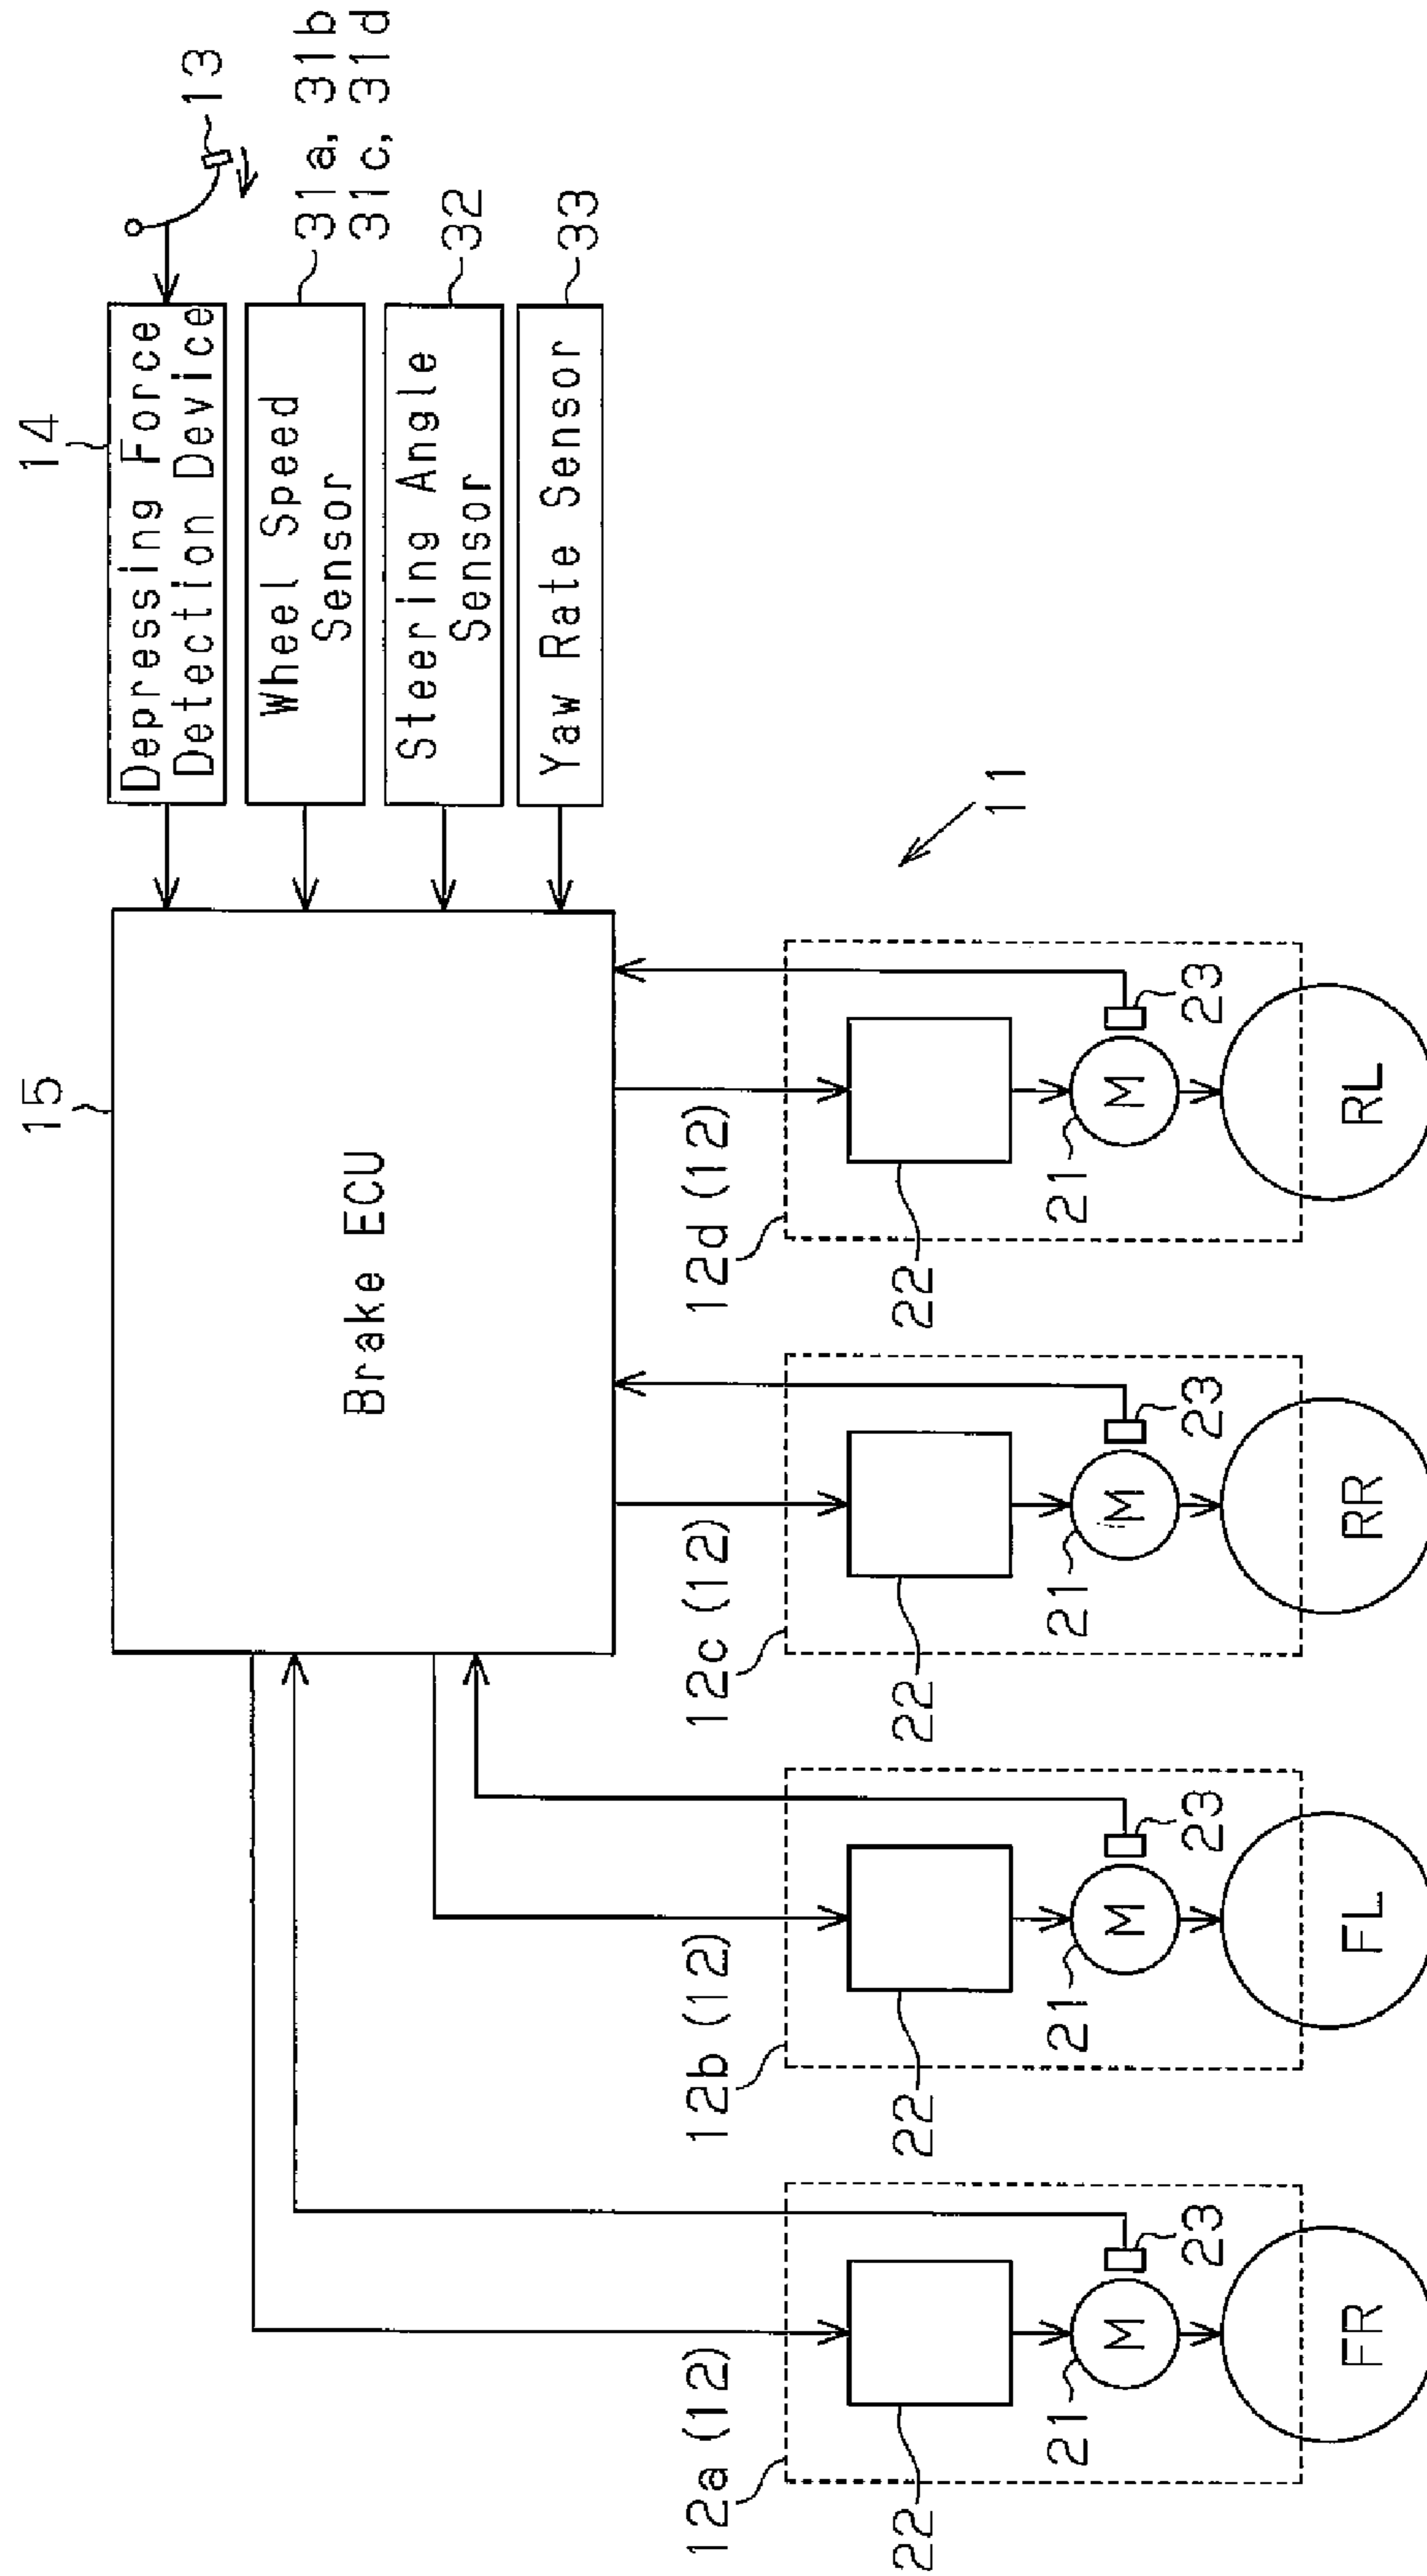 14
Depressing Force
Detection Device
13
Wheel Speed
Sensor
31a, 31b
31c, 31d
Steering Angle
Sensor
32
Yaw Rate Sensor
33
15
Brake ECU
11
12a (12)
12b (12)
12c (12)
12d (12)
22
22
22
22
21
M
23
21
M
23
21
M
23
21
M
23
FR
FL
RR
RL